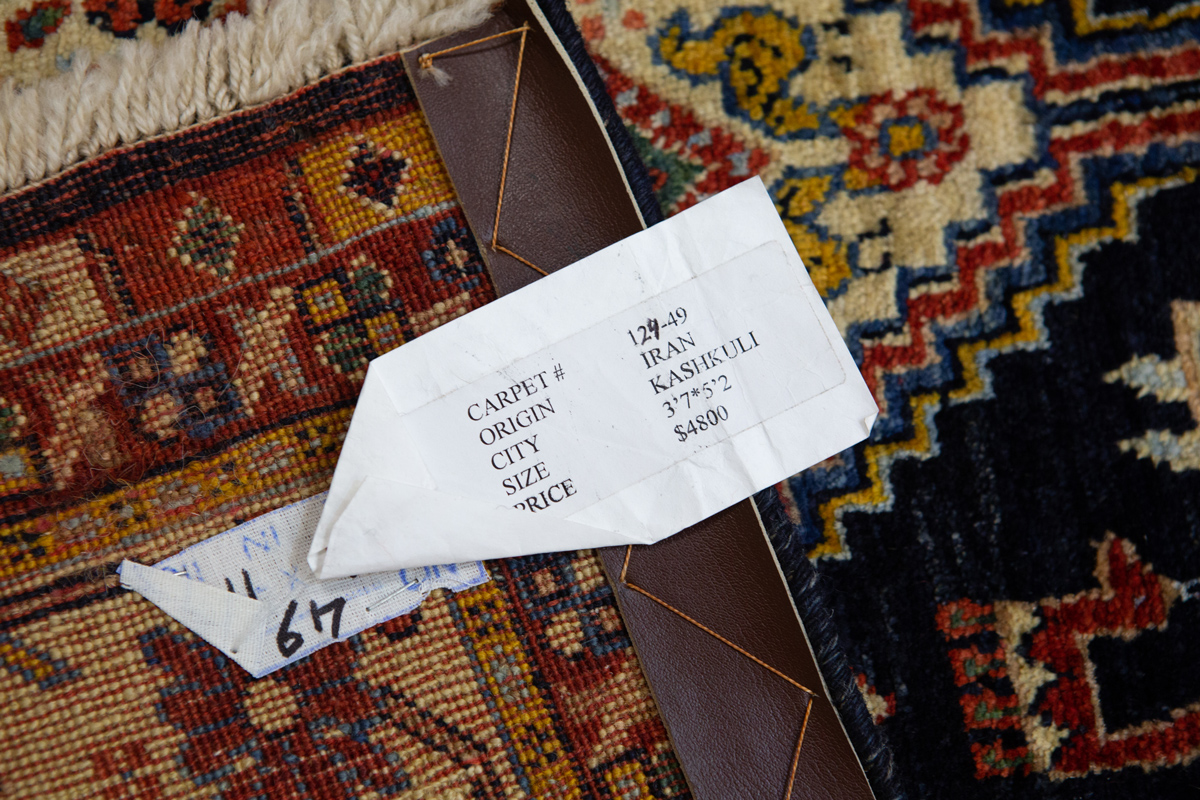 CARPET # 129-49
ORIGIN IRAN
CITY KASHKULI
SIZE 3'7*5'2
PRICE $4800
67